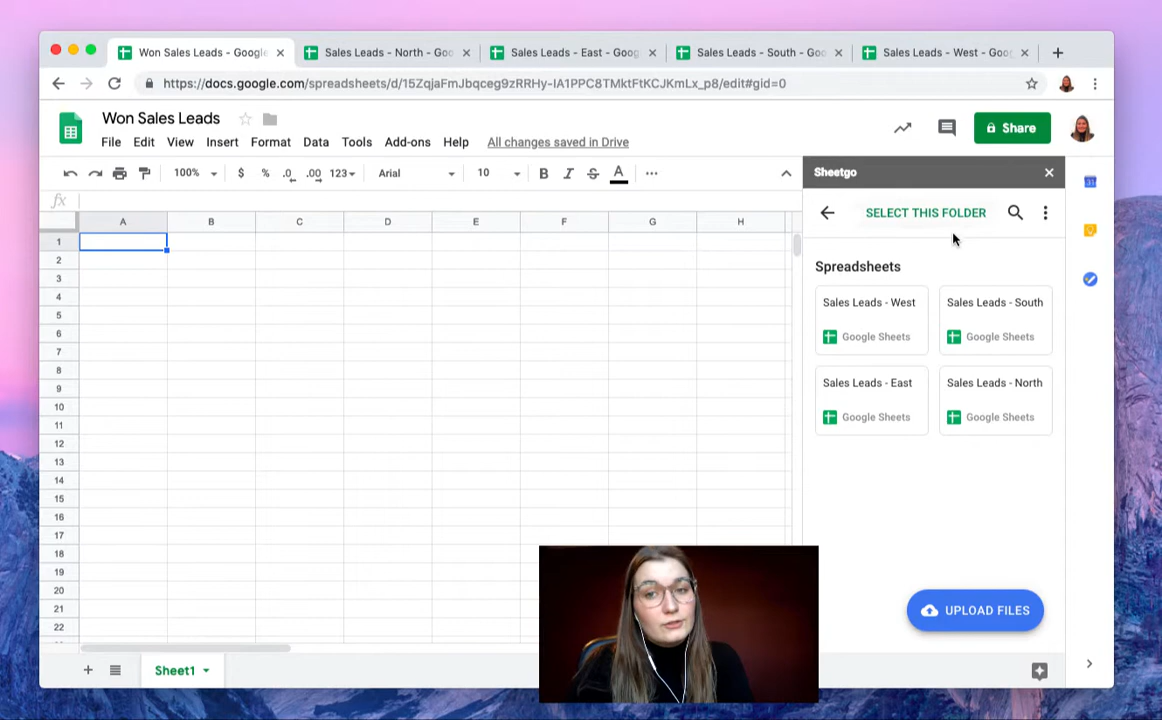 Won Sales Leads - Google
Sales Leads - North - Goo
Sales Leads - East - Goog
Sales Leads - South - Goo
Sales Leads - West - Goog
https://docs.google.com/spreadsheets/d/15ZqjaFmJbqceg9zRRHy-IA1PPC8TMktFtKCJKmLx_p8/edit#gid=0
Won Sales Leads
Share
File Edit View Insert Format Data Tools Add-ons Help All changes saved in Drive
100% $ % .0 .00 123 Arial 10 B I S A
fx
A B C D E F G H
1
2
3
4
5
6
7
8
9
10
11
12
13
14
15
16
17
18
19
20
21
22
Sheet1
Sheetgo
SELECT THIS FOLDER
Spreadsheets
Sales Leads - West
Google Sheets
Sales Leads - South
Google Sheets
Sales Leads - East
Google Sheets
Sales Leads - North
Google Sheets
UPLOAD FILES
31